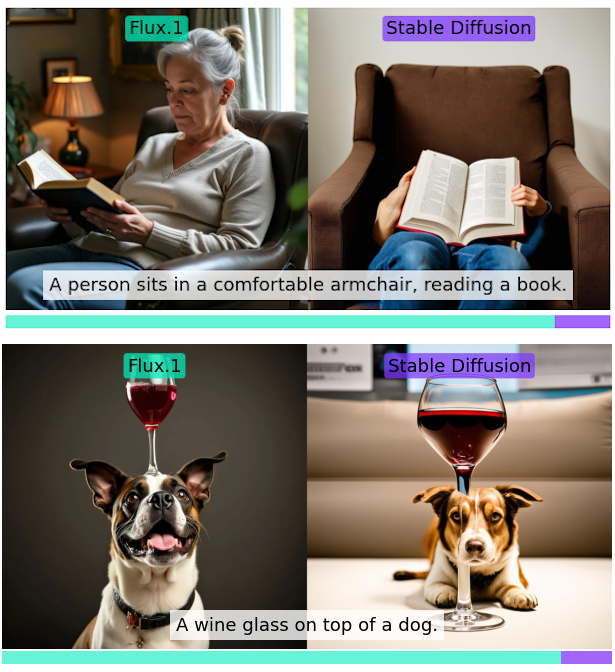 Flux.1
Stable Diffusion
A person sits in a comfortable armchair, reading a book.
Flux.1
Stable Diffusion
A wine glass on top of a dog.